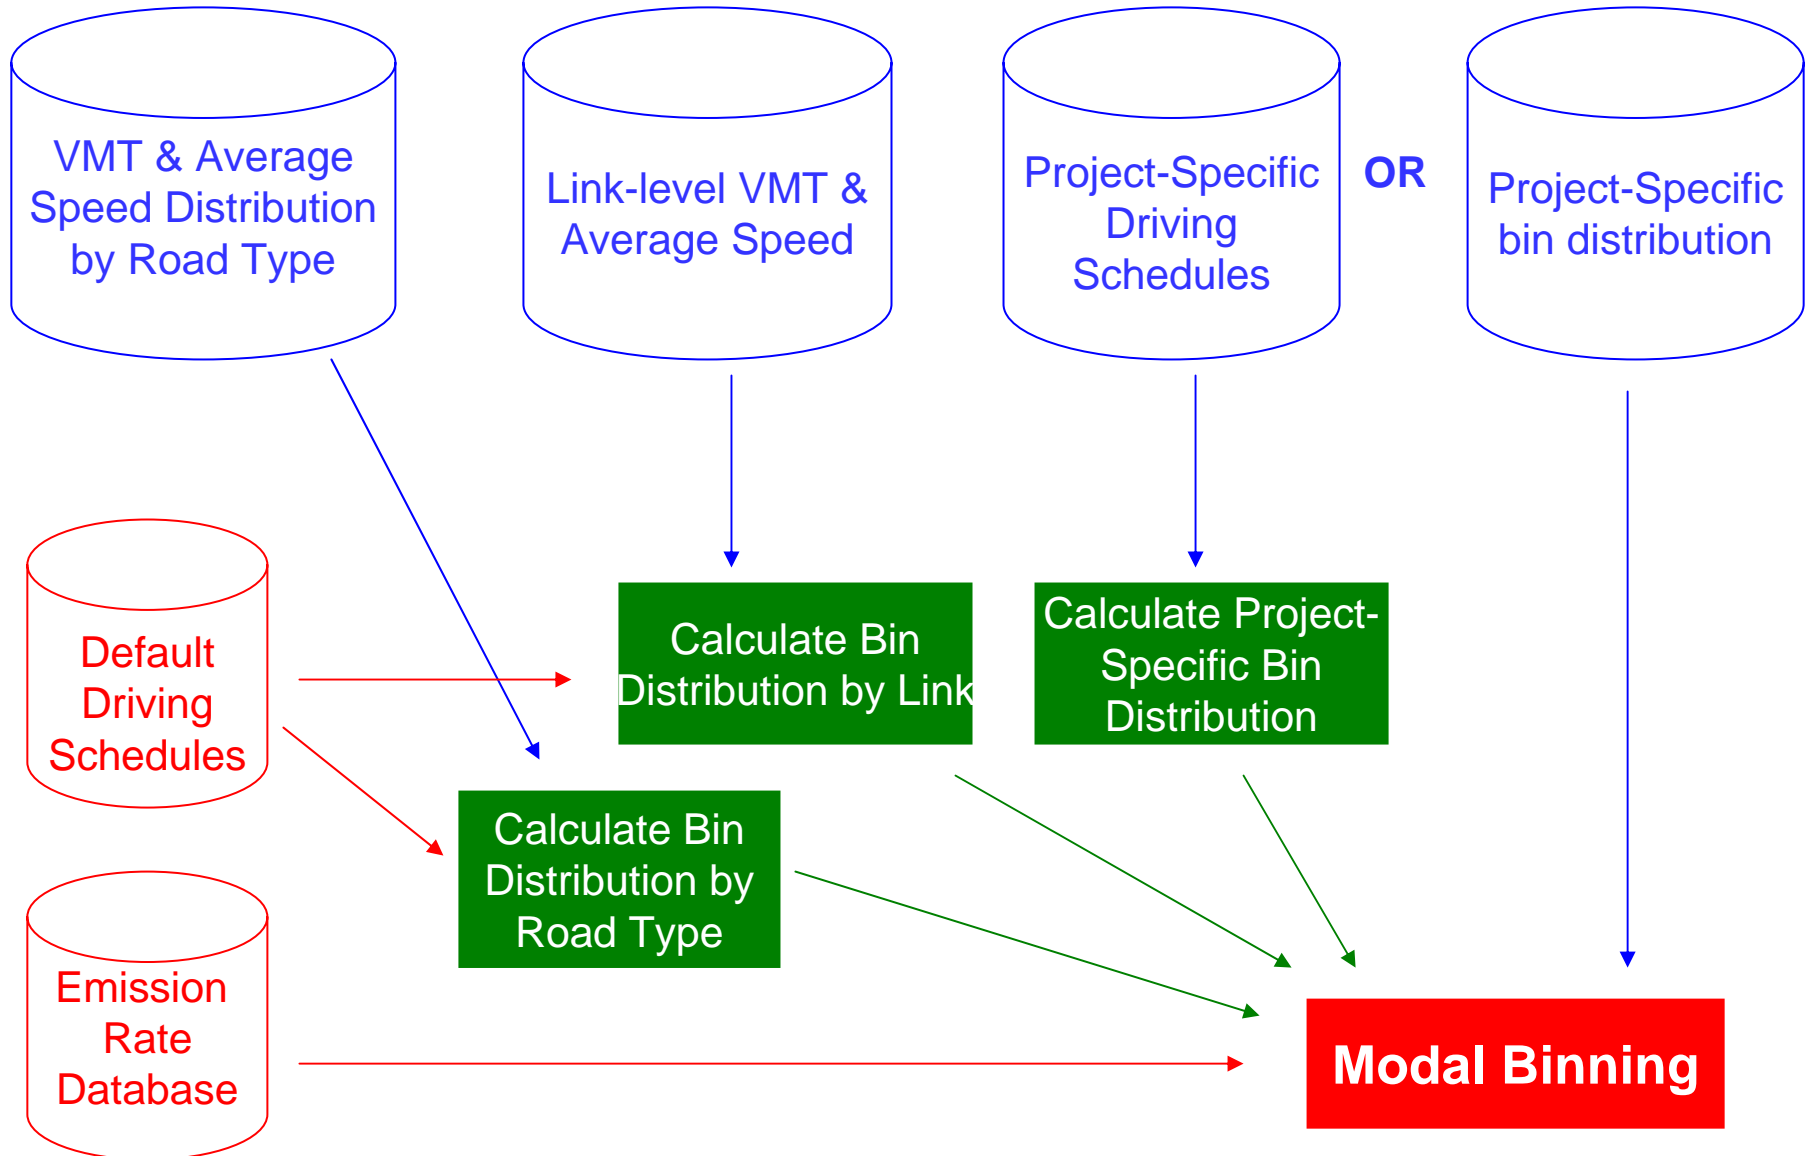 VMT & Average
Speed Distribution
by Road Type
Link-level VMT &
Average Speed
Project-Specific
Driving
Schedules
OR
Project-Specific
bin distribution
Default
Driving
Schedules
Calculate Bin
Distribution by Link
Calculate Project-
Specific Bin
Distribution
Calculate Bin
Distribution by
Road Type
Emission
Rate
Database
Modal Binning